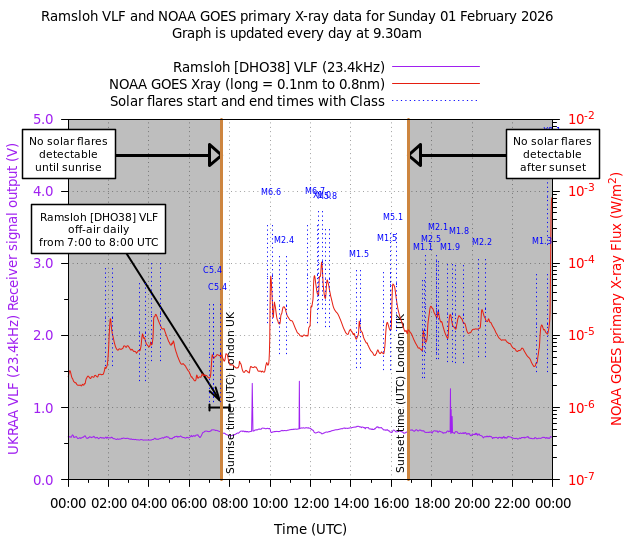 Ramsloh VLF and NOAA GOES primary X-ray data for Sunday 01 February 2026
Graph is updated every day at 9.30am
Ramsloh [DHO38] VLF (23.4kHz)
NOAA GOES Xray (long = 0.1nm to 0.8nm)
Solar flares start and end times with Class
5.0
4.0
3.0
2.0
1.0
0.0
UKRAA VLF (23.4kHz) Receiver signal output (V)
10-2
10-3
10-4
10-5
10-6
10-7
NOAA GOES primary X-ray Flux (W/m2)
No solar flares
detectable
until sunrise
No solar flares
detectable
after sunset
Ramsloh [DHO38] VLF
off-air daily
from 7:00 to 8:00 UTC
C5.4
C5.4
M6.6
M2.4
M6.7
M1.5
M5.1
M1.5
M1.1
M2.5
M2.1
M1.9
M1.8
M2.2
Sunrise time (UTC) London UK
Sunset time (UTC) London UK
00:00 02:00 04:00 06:00 08:00 10:00 12:00 14:00 16:00 18:00 20:00 22:00 00:00
Time (UTC)